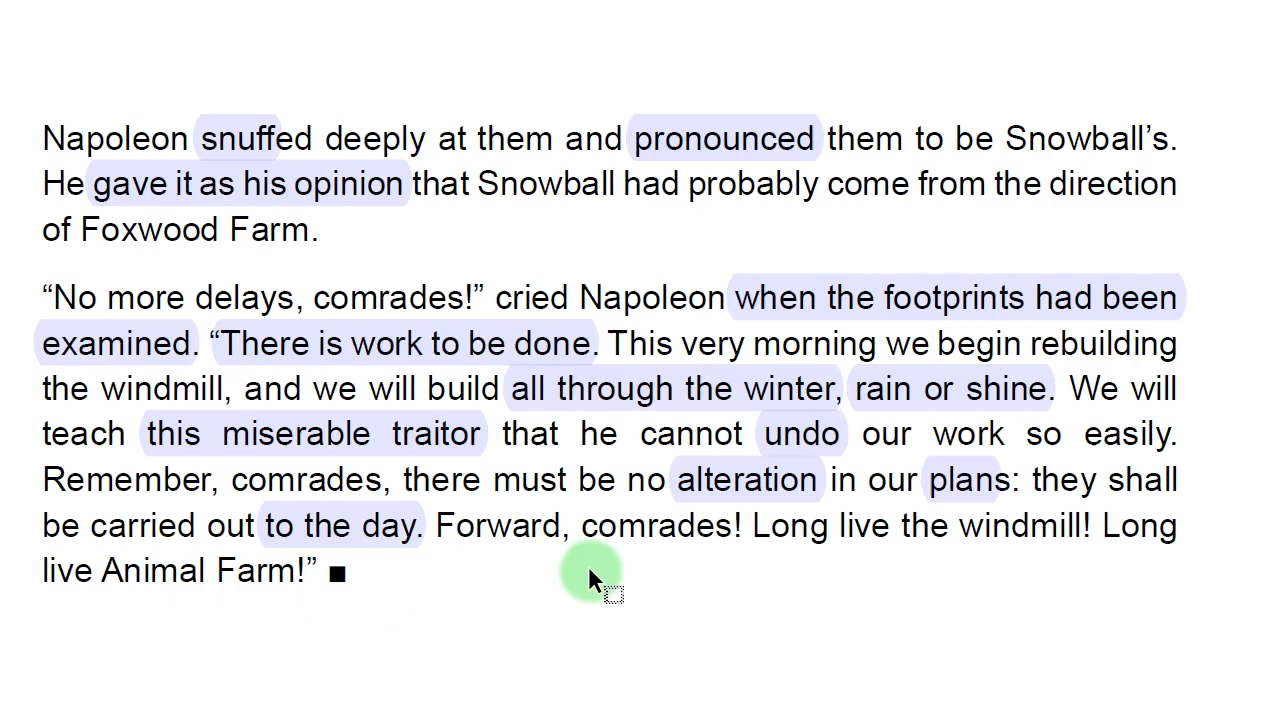 Napoleon snuffed deeply at them and pronounced them to be Snowball’s.
He gave it as his opinion that Snowball had probably come from the direction
of Foxwood Farm.
“No more delays, comrades!” cried Napoleon when the footprints had been
examined. “There is work to be done. This very morning we begin rebuilding
the windmill, and we will build all through the winter, rain or shine. We will
teach this miserable traitor that he cannot undo our work so easily.
Remember, comrades, there must be no alteration in our plans: they shall
be carried out to the day. Forward, comrades! Long live the windmill! Long
live Animal Farm!” ■